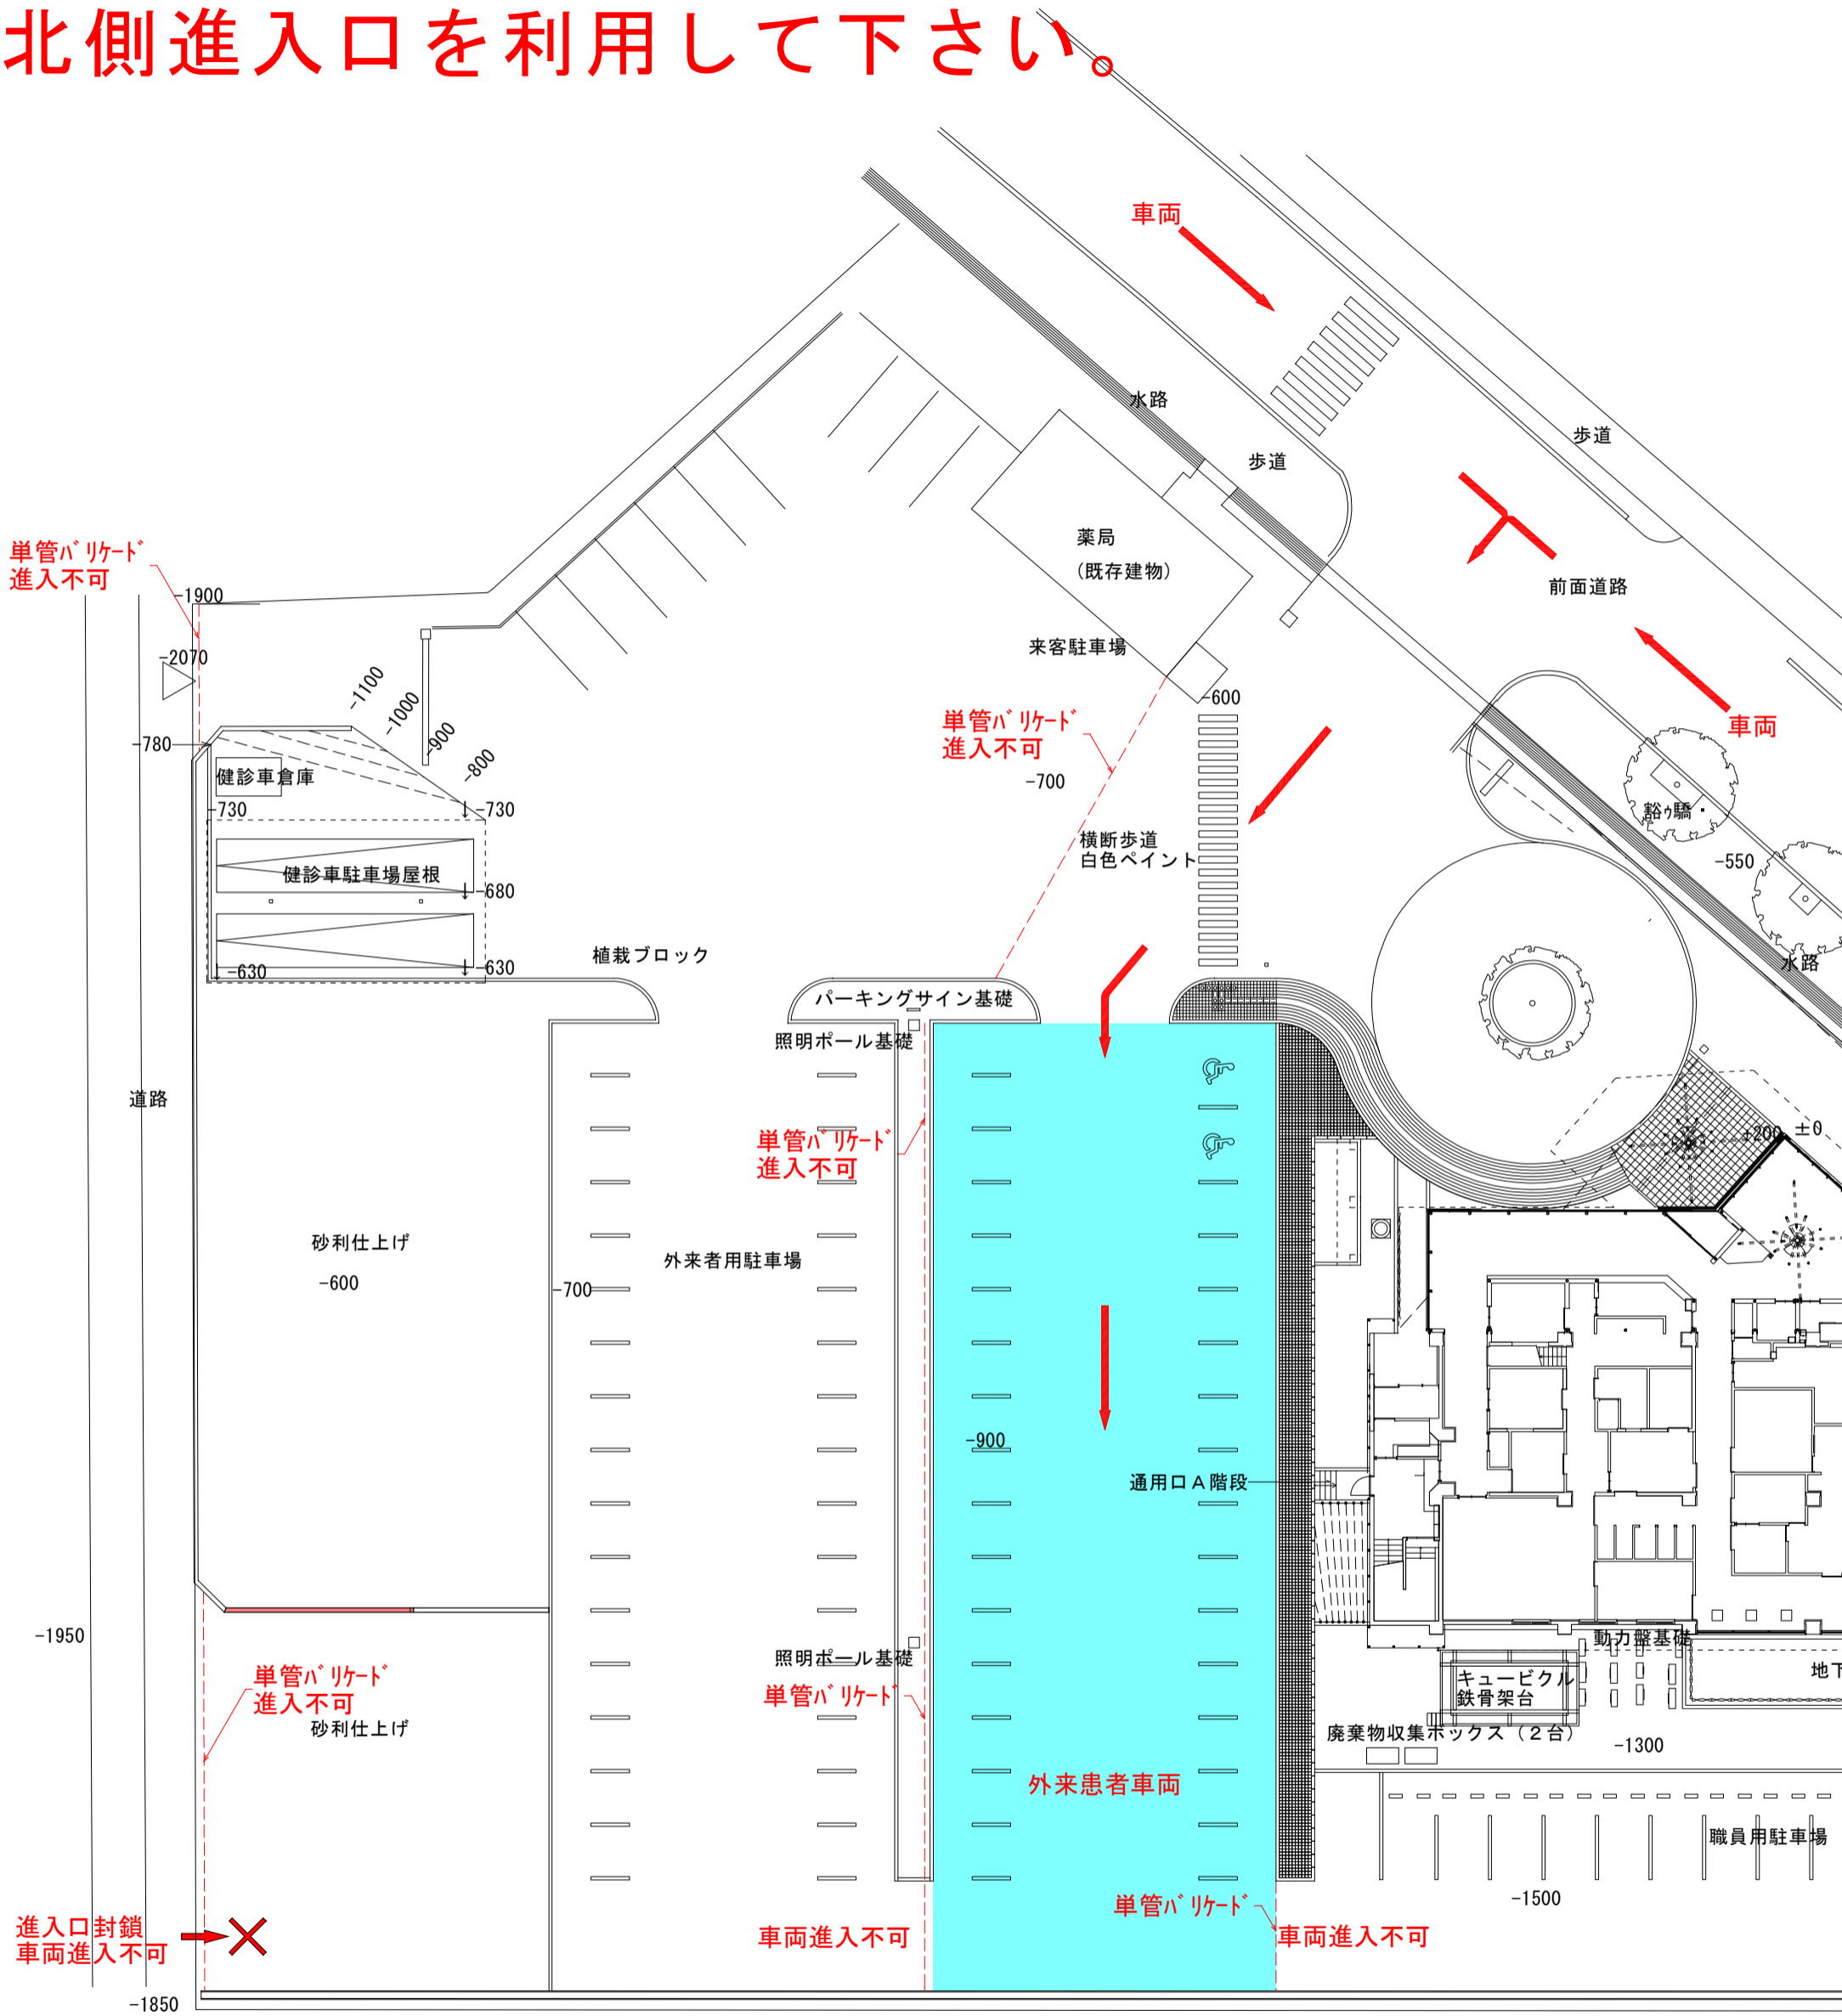 北側進入口を利用して下さい。
車両
水路
歩道
歩道
薬局
(既存建物)
前面道路
単管バリケード
進入不可
-1900
来客駐車場
-2070
-1100
-1000
-900
-800
-600
単管バリケード
進入不可
車両
-780
-700
健診車倉庫
-730
-730
横断歩道
白色ペイント
-550
健診車駐車場屋根
-680
植栽ブロック
-630
-630
水路
パーキングサイン基礎
照明ポール基礎
道路
+200
±0
単管バリケード
進入不可
砂利仕上げ
-600
外来者用駐車場
-700
-900
通用口A階段
-1950
照明ポール基礎
動力盤基礎
単管バリケード
進入不可
砂利仕上げ
単管バリケード
キュービクル
鉄骨架台
地下
廃棄物収集ボックス(2台)
-1300
外来患者車両
職員用駐車場
-1500
単管バリケード
進入口封鎖
車両進入不可
車両進入不可
車両進入不可
-1850